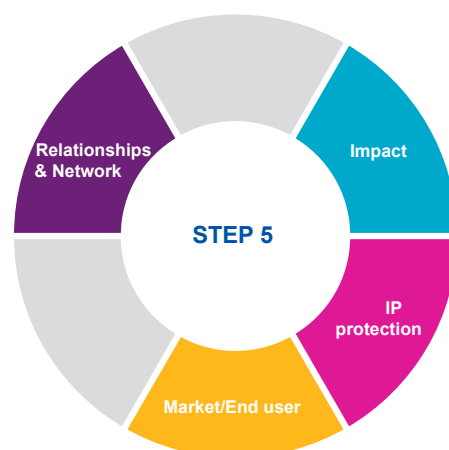 Relationships
& Network
Impact
STEP 5
IP
protection
Market/End user